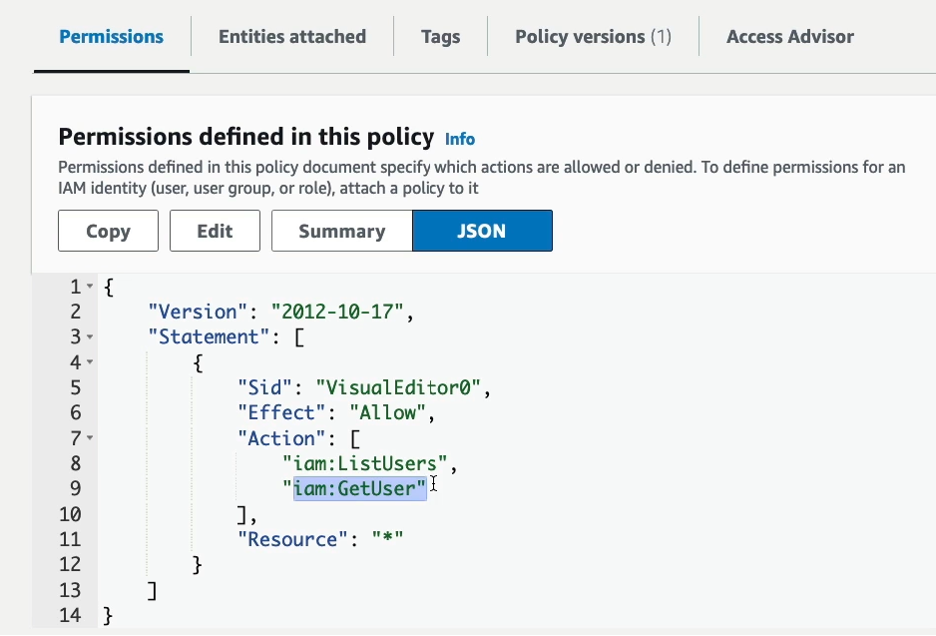 Permissions Entities attached Tags Policy versions (1) Access Advisor
Permissions defined in this policy Info
Permissions defined in this policy document specify which actions are allowed or denied. To define permissions for an
IAM identity (user, user group, or role), attach a policy to it
Copy Edit Summary JSON
1 {
2 "Version": "2012-10-17",
3 "Statement": [
4 {
5 "Sid": "VisualEditor0",
6 "Effect": "Allow",
7 "Action": [
8 "iam:ListUsers",
9 "iam:GetUser"
10 ],
11 "Resource": "*"
12 }
13 ]
14 }